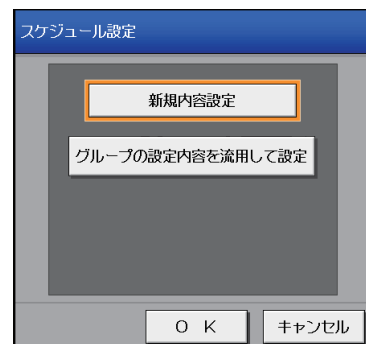 スケジュール設定
新規内容設定
グループの設定内容を流用して設定
O K
キャンセル